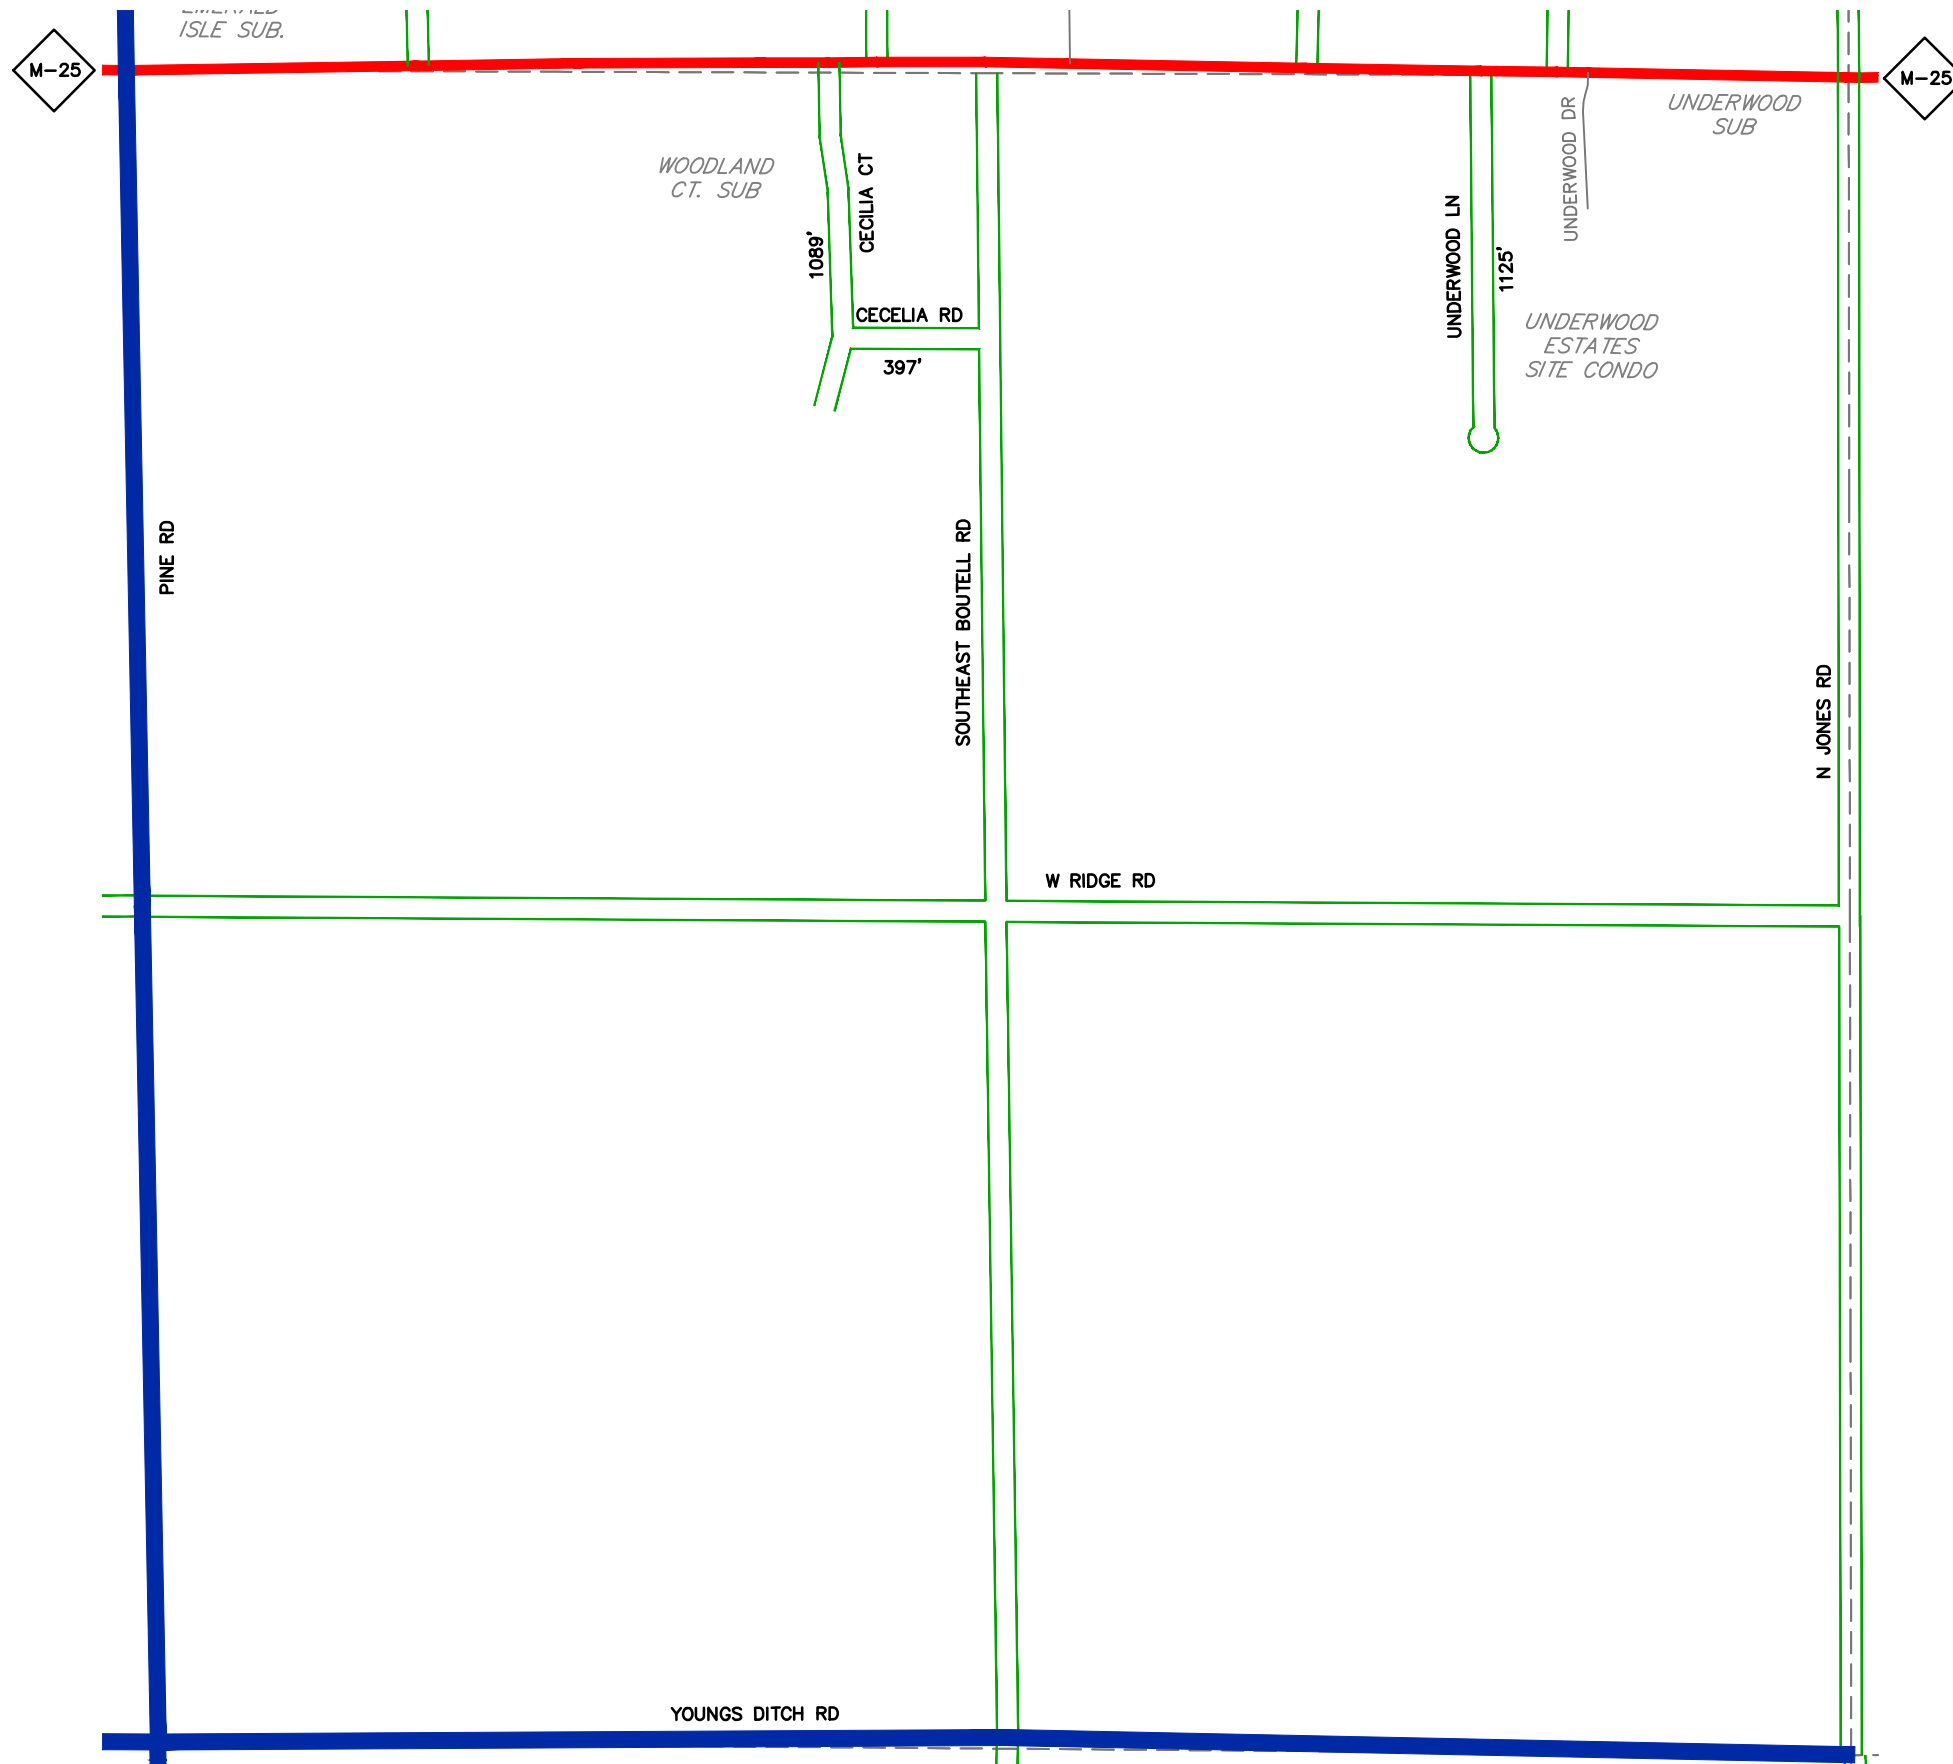 ISLE SUB.
M-25
M-25
UNDERWOOD
SUB
UNDERWOOD DR
WOODLAND
CT. SUB
CECILIA CT
1089'
UNDERWOOD LN
1125'
CECELIA RD
397'
UNDERWOOD
ESTATES
SITE CONDO
PINE RD
SOUTHEAST BOUTELL RD
N JONES RD
W RIDGE RD
YOUNGS DITCH RD